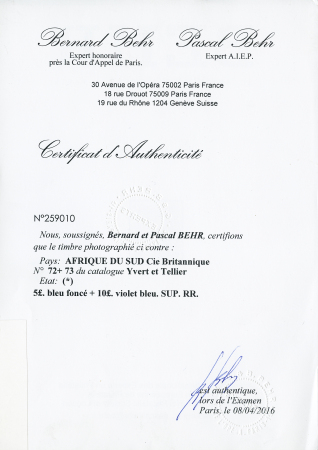 Bernard Behr Pascal Behr
Expert honoraire Expert A.I.E.P.
près la Cour d'Appel de Paris.
30 Avenue de l'Opéra 75002 Paris France
18 rue Drouot 75009 Paris France
19 rue du Rhône 1204 Genève Suisse
Certificat d'Authenticité
N°259010
Nous, soussignés, Bernard et Pascal BEHR, certifions
que le timbre photographié ci contre :
Pays: AFRIQUE DU SUD Cie Britannique
N° 72+ 73 du catalogue Yvert et Tellier
Etat: (*)
5£. bleu foncé + 10£. violet bleu. SUP. RR.
est authentique,
lors de l'Examen
Paris, le 08/04/2016